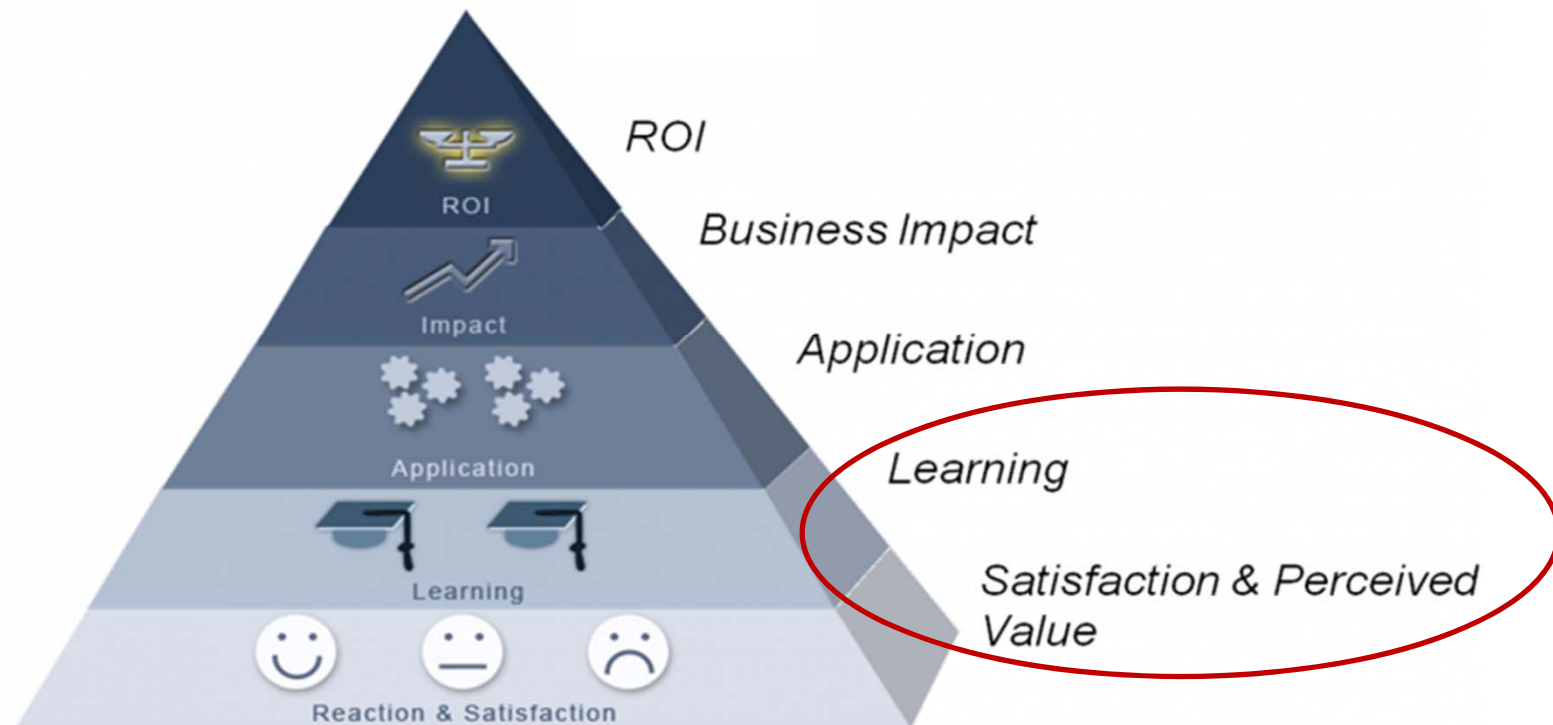 ROI
ROI
Business Impact
Impact
Application
Application
Learning
Learning
Satisfaction & Perceived
Value
Reaction & Satisfaction